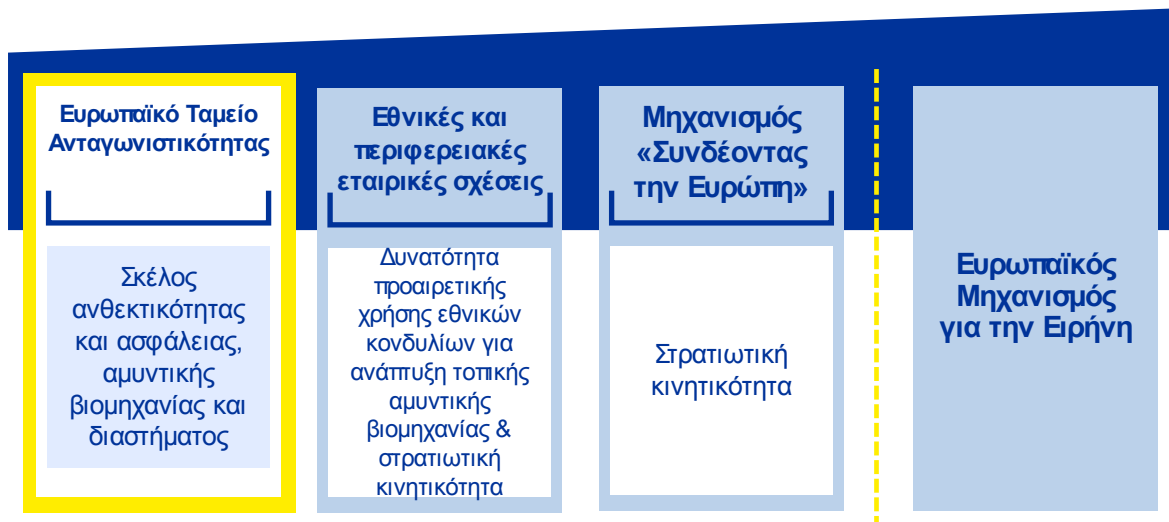 Ευρωπαϊκό Ταμείο
Ανταγωνιστικότητας
Σκέλος
ανθεκτικότητας
και ασφάλειας,
αμυντικής
βιομηχανίας και
διαστήματος
Εθνικές και
περιφερειακές
εταιρικές σχέσεις
Δυνατότητα
προαιρετικής
χρήσης εθνικών
κονδυλίων για
ανάπτυξη τοπικής
αμυντικής
βιομηχανίας &
στρατιωτική
κινητικότητα
Μηχανισμός
«Συνδέοντας
την Ευρώπη»
Στρατιωτική
κινητικότητα
Ευρωπαϊκός
Μηχανισμός
για την Ειρήνη